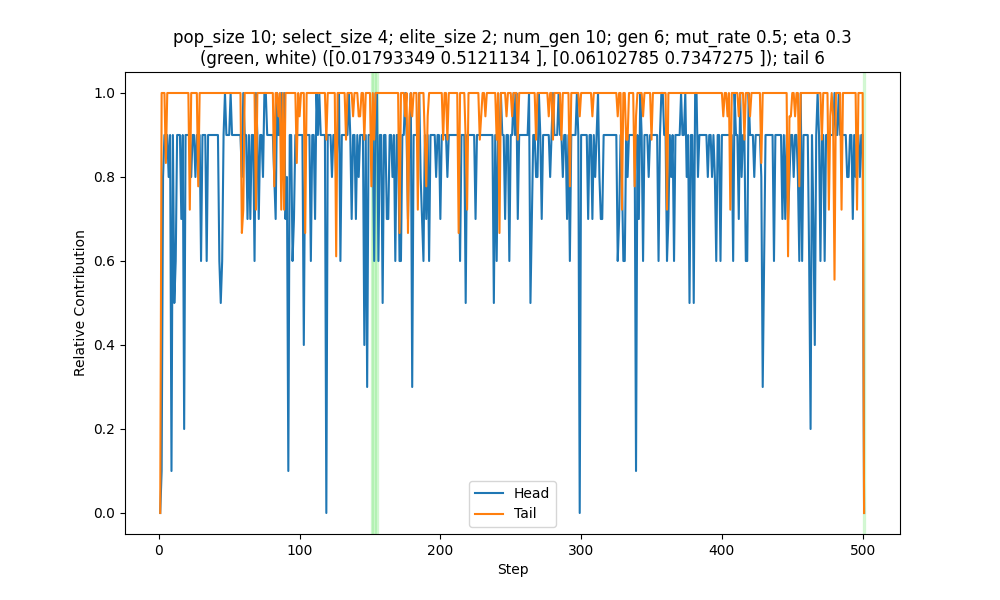 pop_size 10; select_size 4; elite_size 2; num_gen 10; gen 6; mut_rate 0.5; eta 0.3
(green, white) ([0.01793349 0.5121134 ], [0.06102785 0.7347275 ]); tail 6
1.0
0.8
0.6
0.4
0.2
0.0
Relative Contribution
Head
Tail
0
100
200
300
400
500
Step